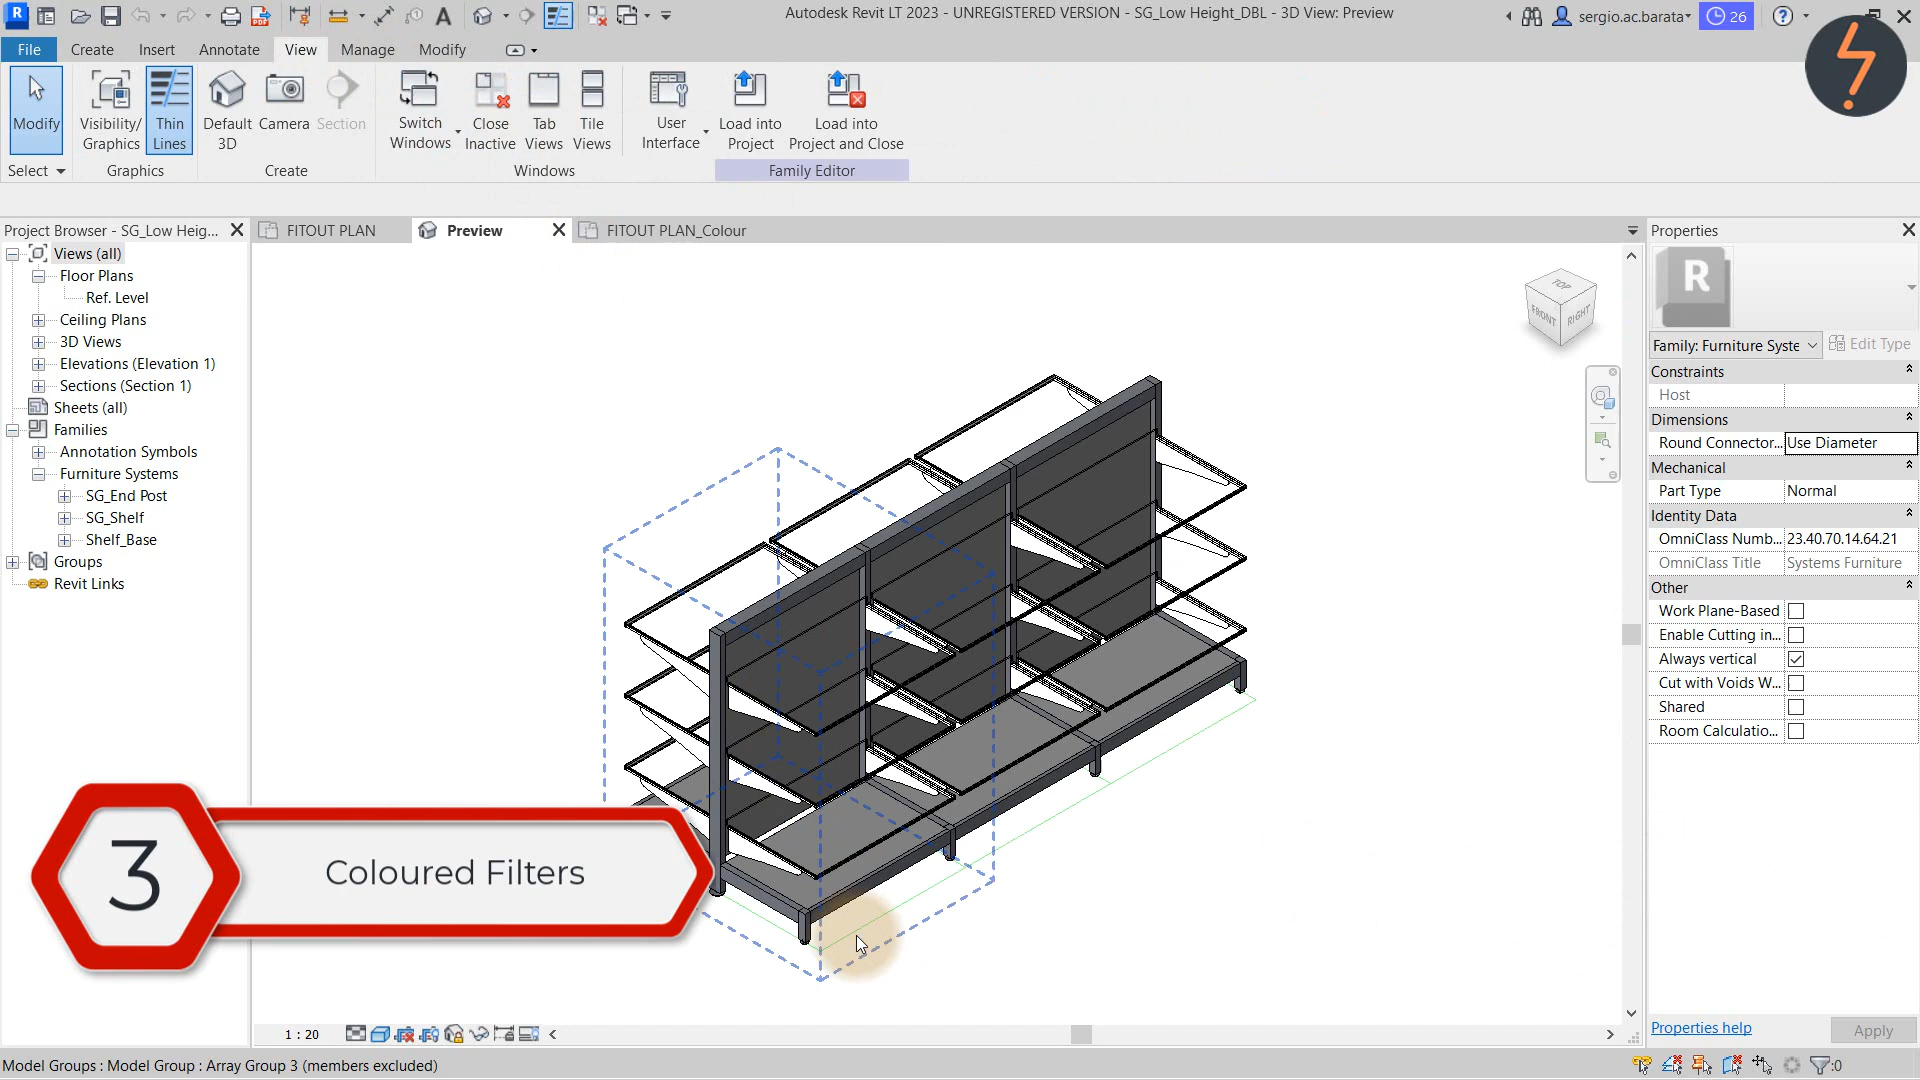 Autodesk Revit LT 2023 - UNREGISTERED VERSION - SG_Low Height_DBL - 3D View: Preview
sergio.ac.barata
26
File Create Insert Annotate View Manage Modify
Modify
Visibility/
Graphics
Thin
Lines
Default
3D
Camera
Section
Switch
Windows
Close
Inactive
Tab
Views
Tile
Views
User
Interface
Load into
Project
Load into
Project and Close
Select
Graphics
Create
Windows
Family Editor
Project Browser - SG_Low Heig...
FITOUT PLAN
Preview
FITOUT PLAN_Colour
Properties
Views (all)
Floor Plans
Ref. Level
Ceiling Plans
3D Views
Elevations (Elevation 1)
Sections (Section 1)
Sheets (all)
Families
Annotation Symbols
Furniture Systems
SG_End Post
SG_Shelf
Shelf_Base
Groups
Revit Links
TOP
FRONT
RIGHT
R
Family: Furniture Syste
Edit Type
Constraints
Host
Dimensions
Round Connector... Use Diameter
Mechanical
Part Type Normal
Identity Data
OmniClass Numb... 23.40.70.14.64.21
OmniClass Title Systems Furniture
Other
Work Plane-Based
Enable Cutting in...
Always vertical
Cut with Voids W...
Shared
Room Calculatio...
3
Coloured Filters
1 : 20
Properties help
Apply
Model Groups : Model Group : Array Group 3 (members excluded)
:0